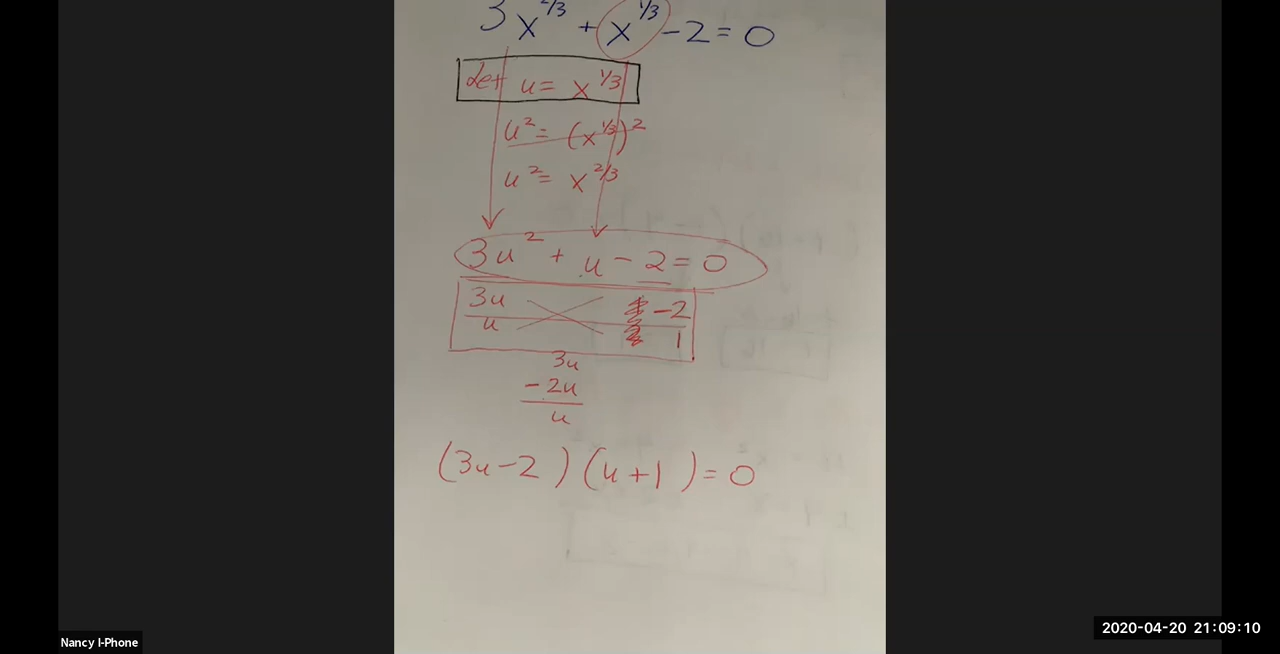 3x^2/3 + x^1/3 - 2 = 0
let u = x^1/3
u^2 = (x^1/3)^2
u^2 = x^2/3
3u^2 + u - 2 = 0
3u -2
u 1
3u
- 2u
u
(3u - 2)(u + 1) = 0
Nancy I-Phone
2020-04-20 21:09:10